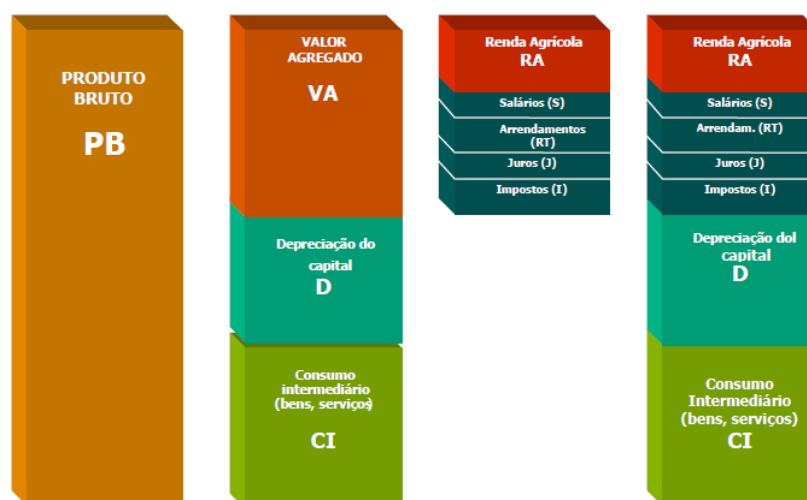 PRODUTO
BRUTO
PB
VALOR
AGREGADO
VA
Depreciação do
capital
D
Consumo
intermediário
(bens, serviços)
CI
Renda Agrícola
RA
Salários (S)
Arrendamentos
(RT)
Juros (J)
Impostos (I)
Renda Agrícola
RA
Salários (S)
Arrendam. (RT)
Juros (J)
Impostos (I)
Depreciação dol
capital
D
Consumo
Intermediário
(bens, serviços)
CI